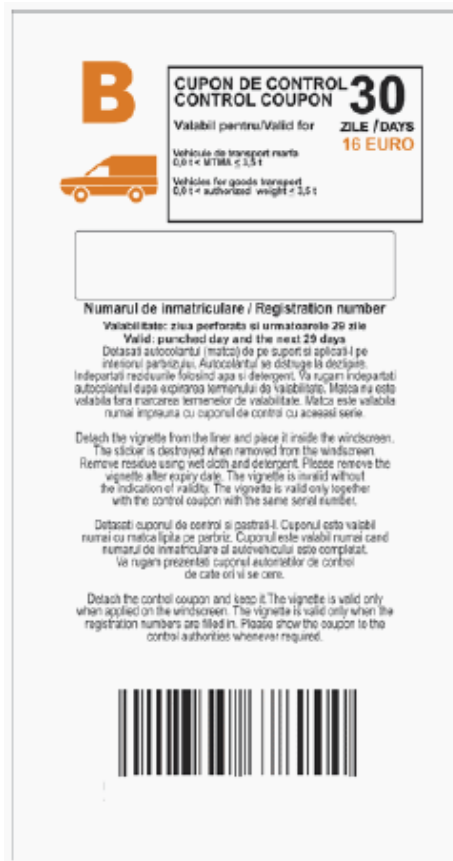 B
CUPON DE CONTROL
CONTROL COUPON
30
Valabil pentru/Valid for
ZILE / DAYS
16 EURO
Vehicule de transport marfa
0,0 t < MTMA ≤ 3,5 t
Vehicles for goods transport
0,0 t < authorized weight ≤ 3,5 t
Numarul de inmatriculare / Registration number
Valabilitate: ziua perforata si urmatoarele 29 zile
Valid: punched day and the next 29 days
Detasati autocolantul (matca) de pe suport si aplicati-l pe
interiorul parbrizului. Autocolantul se distruge la dezlipire.
Indepartati reziduurile folosind apa si detergent. Va rugam indepartati
autocolantul dupa expirarea termenului de valabilitate. Matca nu este
valabila fara marcarea termenelor de valabilitate. Matca este valabila
numai impreuna cu cuponul de control cu aceeasi serie.
Detach the vignette from the liner and place it inside the windscreen.
The sticker is destroyed when removed from the windscreen.
Remove residue using wet cloth and detergent. Please remove the
vignette after expiry date. The vignette is invalid without
the indication of validity. The vignette is valid only together
with the control coupon with the same serial number.
Detasati cuponul de control si pastrati-l. Cuponul este valabil
numai cu matca lipita pe parbriz. Cuponul este valabil numai cand
numarul de inmatriculare al autovehicului este completat.
Va rugam prezentati cuponul autoritatilor de control
de cate ori vi se cere.
Detach the control coupon and keep it. The vignette is valid only
when applied on the windscreen. The vignette is valid only when the
registration numbers are filled in. Please show the coupon to the
control authorities whenever required.